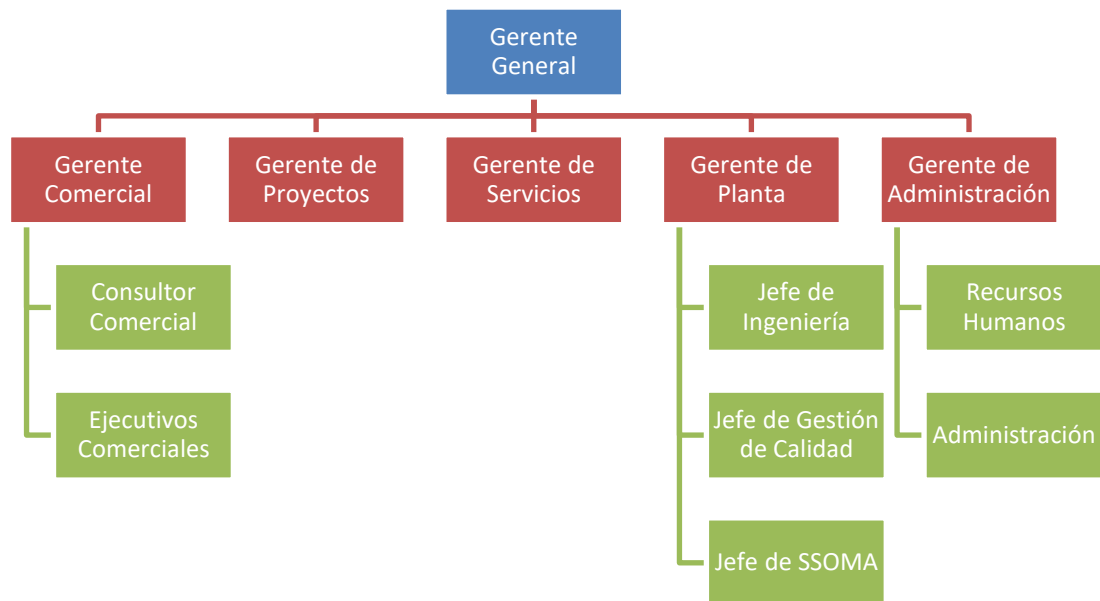 Gerente
General
Gerente
Comercial
Gerente de
Proyectos
Gerente de
Servicios
Gerente de
Planta
Gerente de
Administración
Consultor
Comercial
Jefe de
Ingeniería
Recursos
Humanos
Ejecutivos
Comerciales
Jefe de Gestión
de Calidad
Administración
Jefe de SSOMA